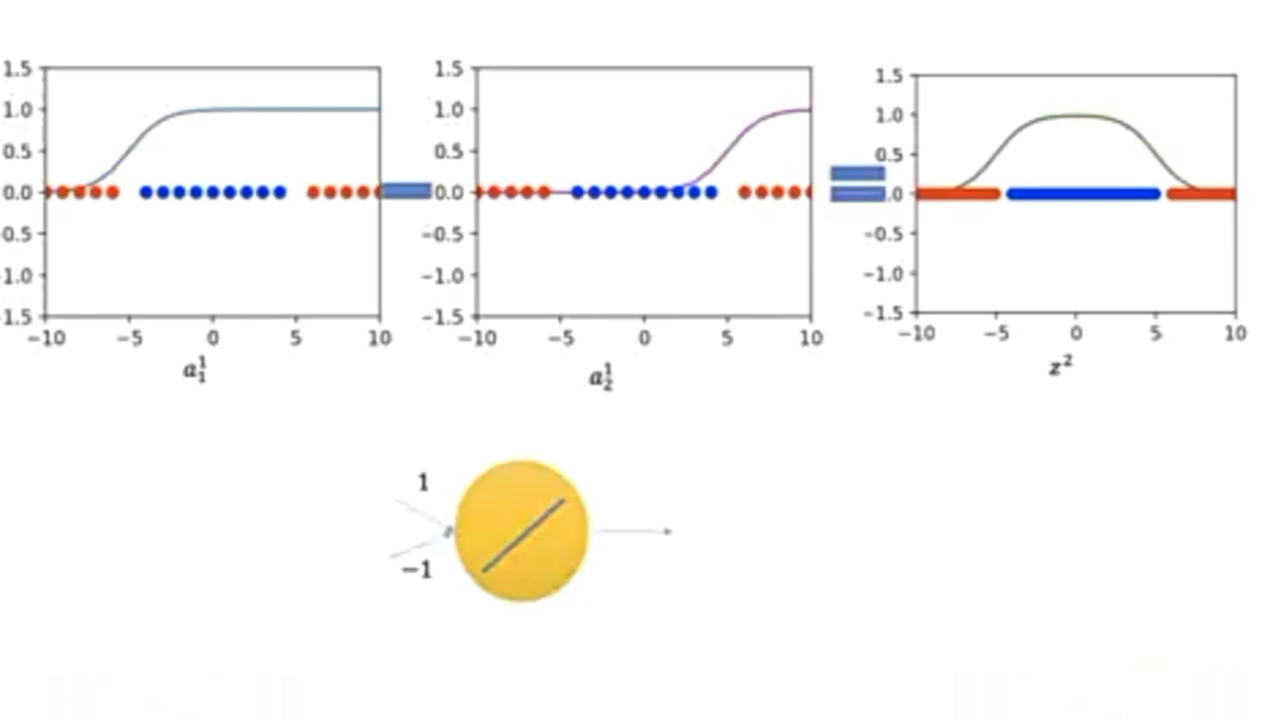 1.5 1.5 1.5
1.0 1.0 1.0
0.5 0.5 0.5
0.0 0.0 .0
-0.5 −0.5 −0.5
-1.0 −1.0 −1.0
-1.5 −1.5 −1.5
−10 −5 0 5 10 −10 −5 0 5 10 −10 −5 0 5 10
a₁¹ a₂¹ z²
1
−1